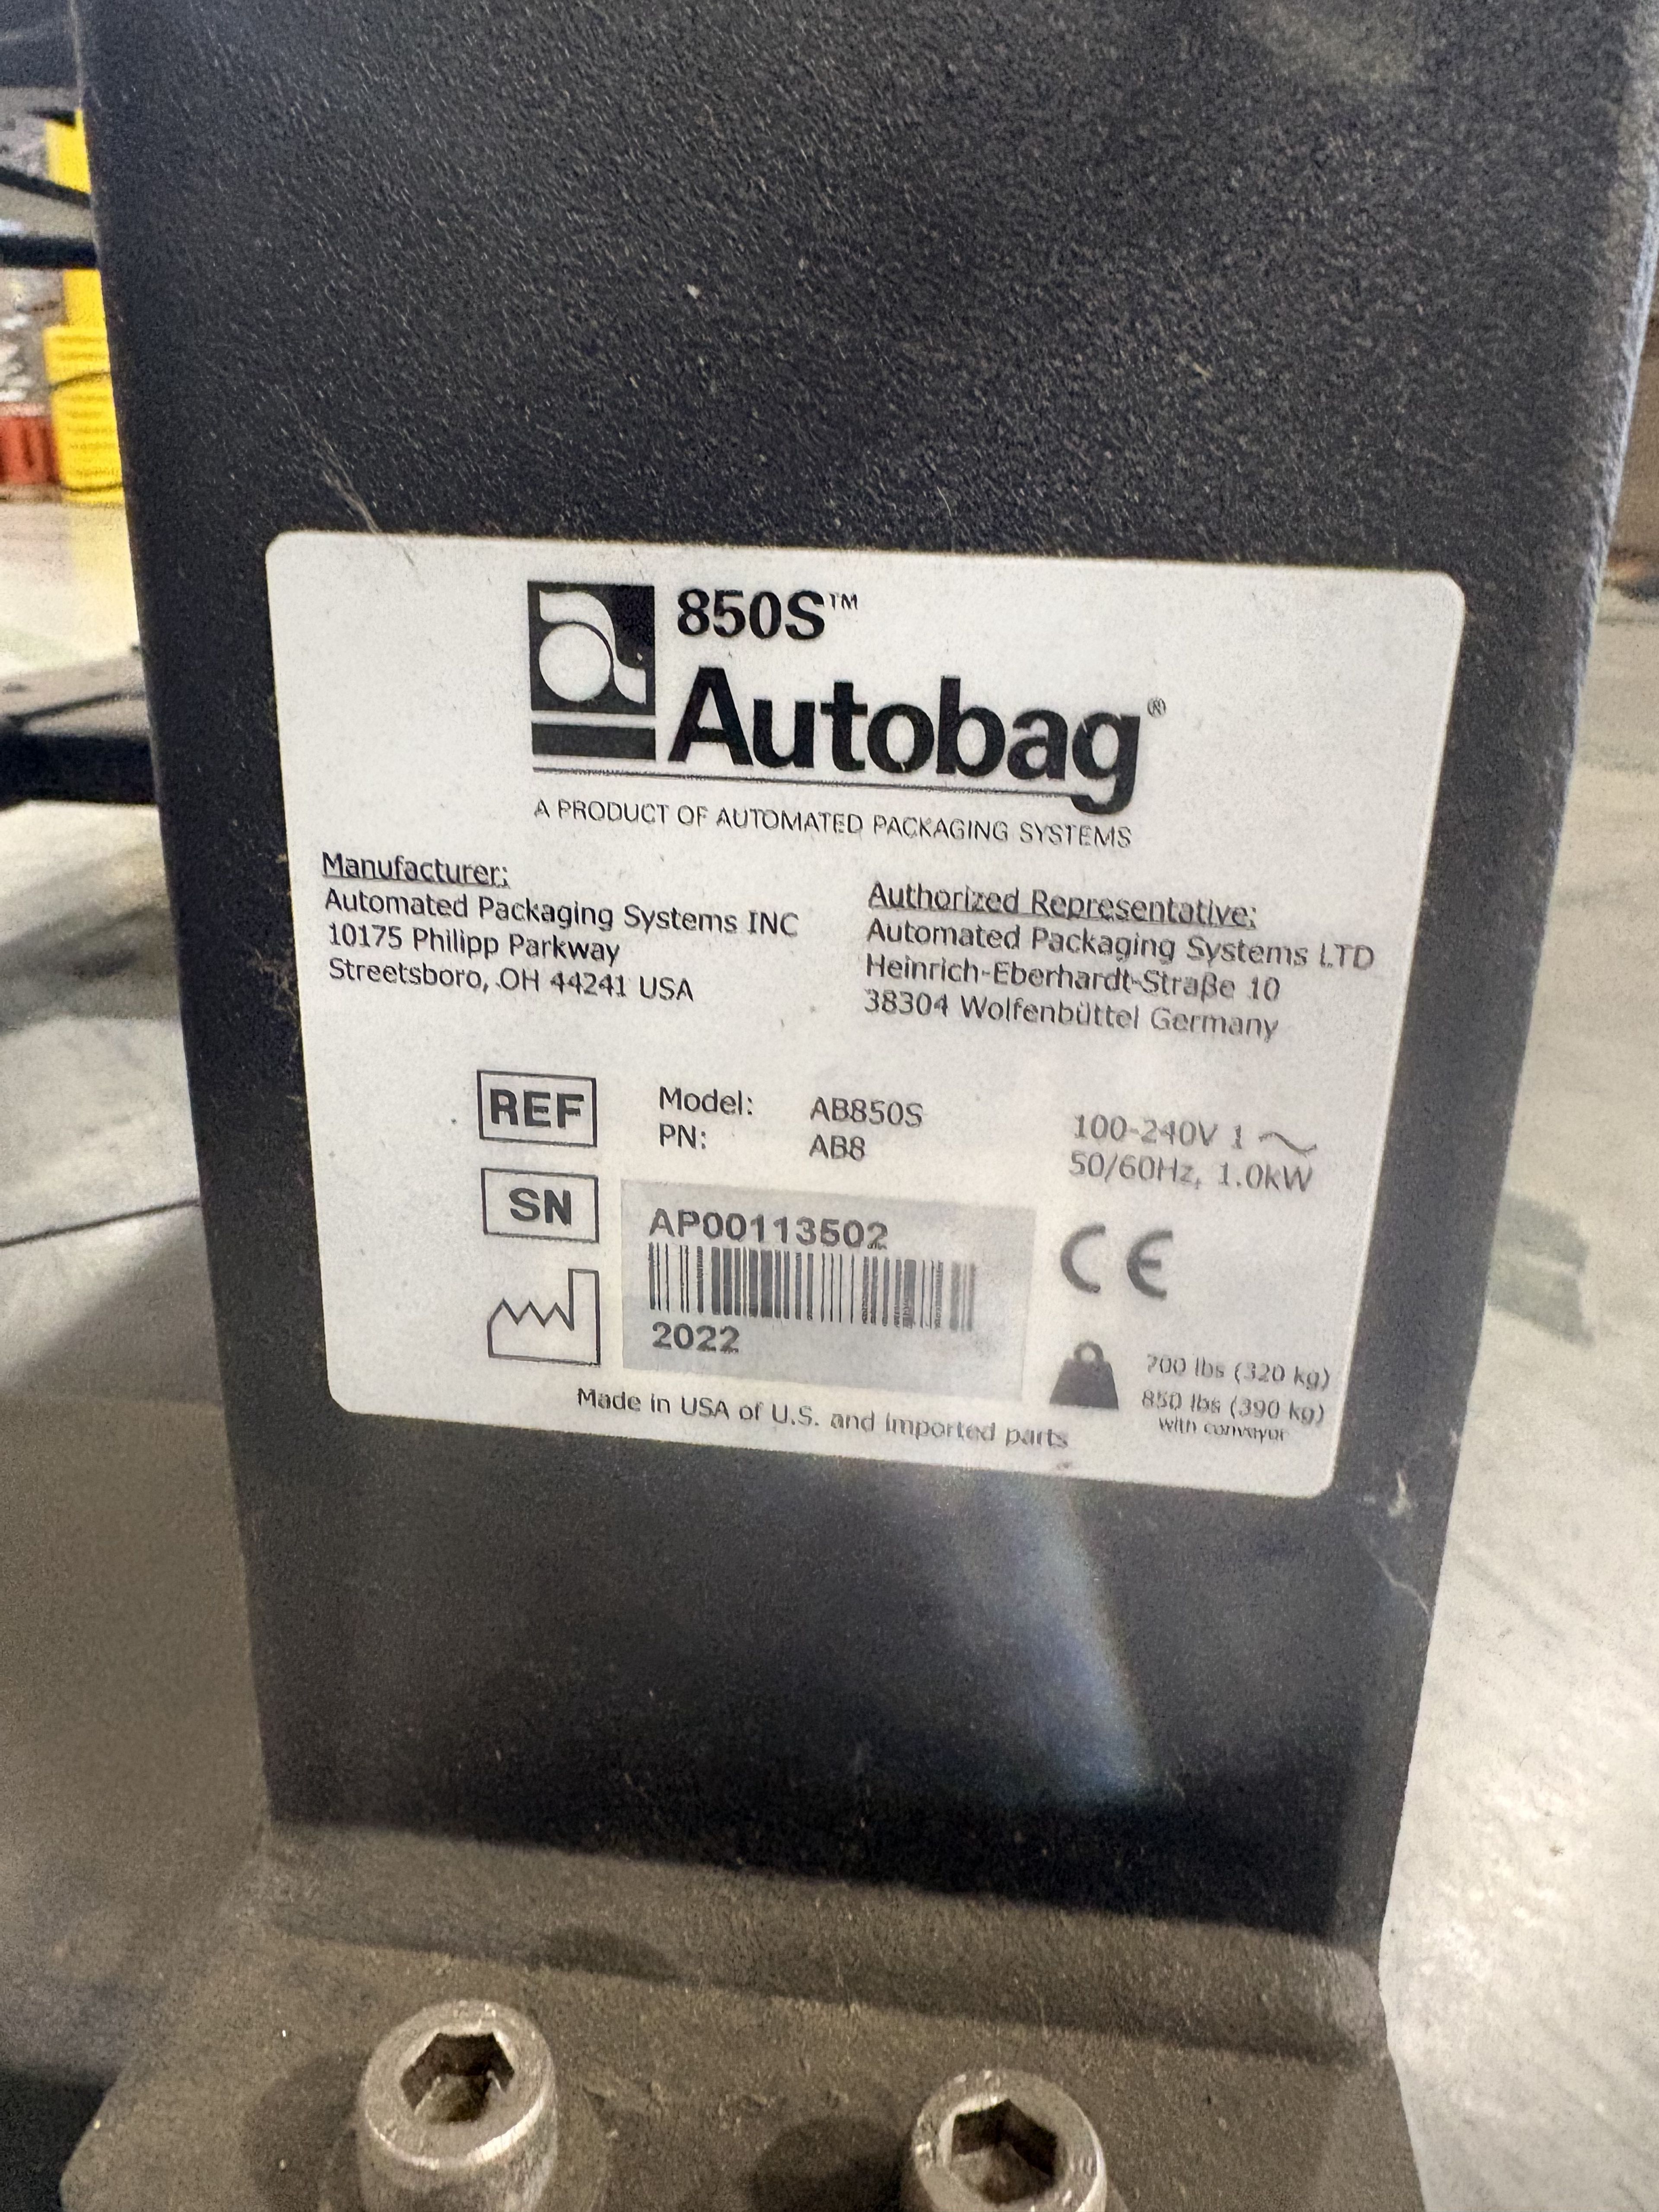 850S™
Autobag®
A PRODUCT OF AUTOMATED PACKAGING SYSTEMS
Manufacturer:
Automated Packaging Systems INC
10175 Philipp Parkway
Streetsboro, OH 44241 USA
Authorized Representative:
Automated Packaging Systems LTD
Heinrich-Eberhardt-Straße 10
38304 Wolfenbüttel Germany
REF
Model: AB850S
PN: AB8
100-240V 1~
50/60Hz, 1.0kW
SN
AP00113502
2022
CE
700 lbs (320 kg)
850 lbs (390 kg)
with conveyor
Made in USA of U.S. and imported parts